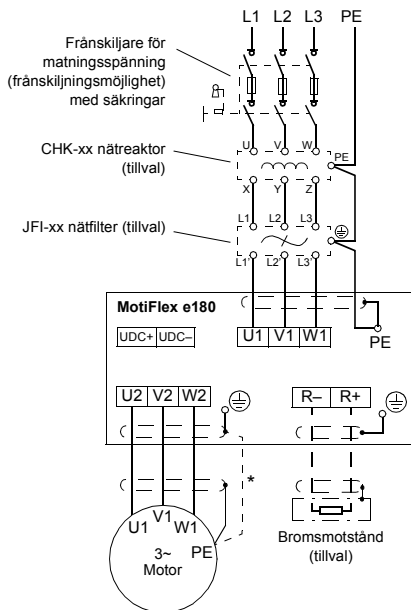 L1 L2 L3 PE
Frånskiljare för
matningsspänning
(frånskiljningsmöjlighet)
med säkringar
U V W
CHK-xx nätreaktor
(tillval)
PE
X Y Z
L1 L2 L3
JFI-xx nätfilter (tillval)
L1' L2' L3'
MotiFlex e180
UDC+ UDC–
U1 V1 W1
PE
U2 V2 W2
R– R+
*
U1 V1 W1
PE
3~
Motor
Bromsmotstånd
(tillval)